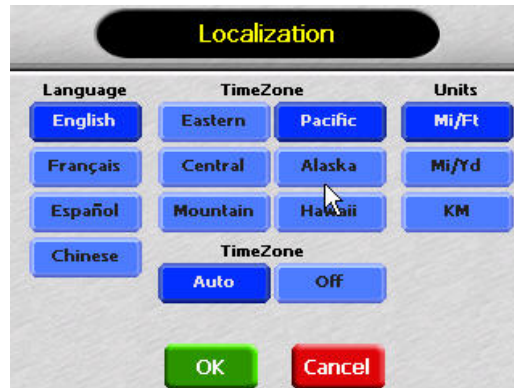 Localization
Language TimeZone Units
English Eastern Pacific Mi/Ft
Français Central Alaska Mi/Yd
Español Mountain Hawaii KM
Chinese TimeZone
Auto Off
OK Cancel